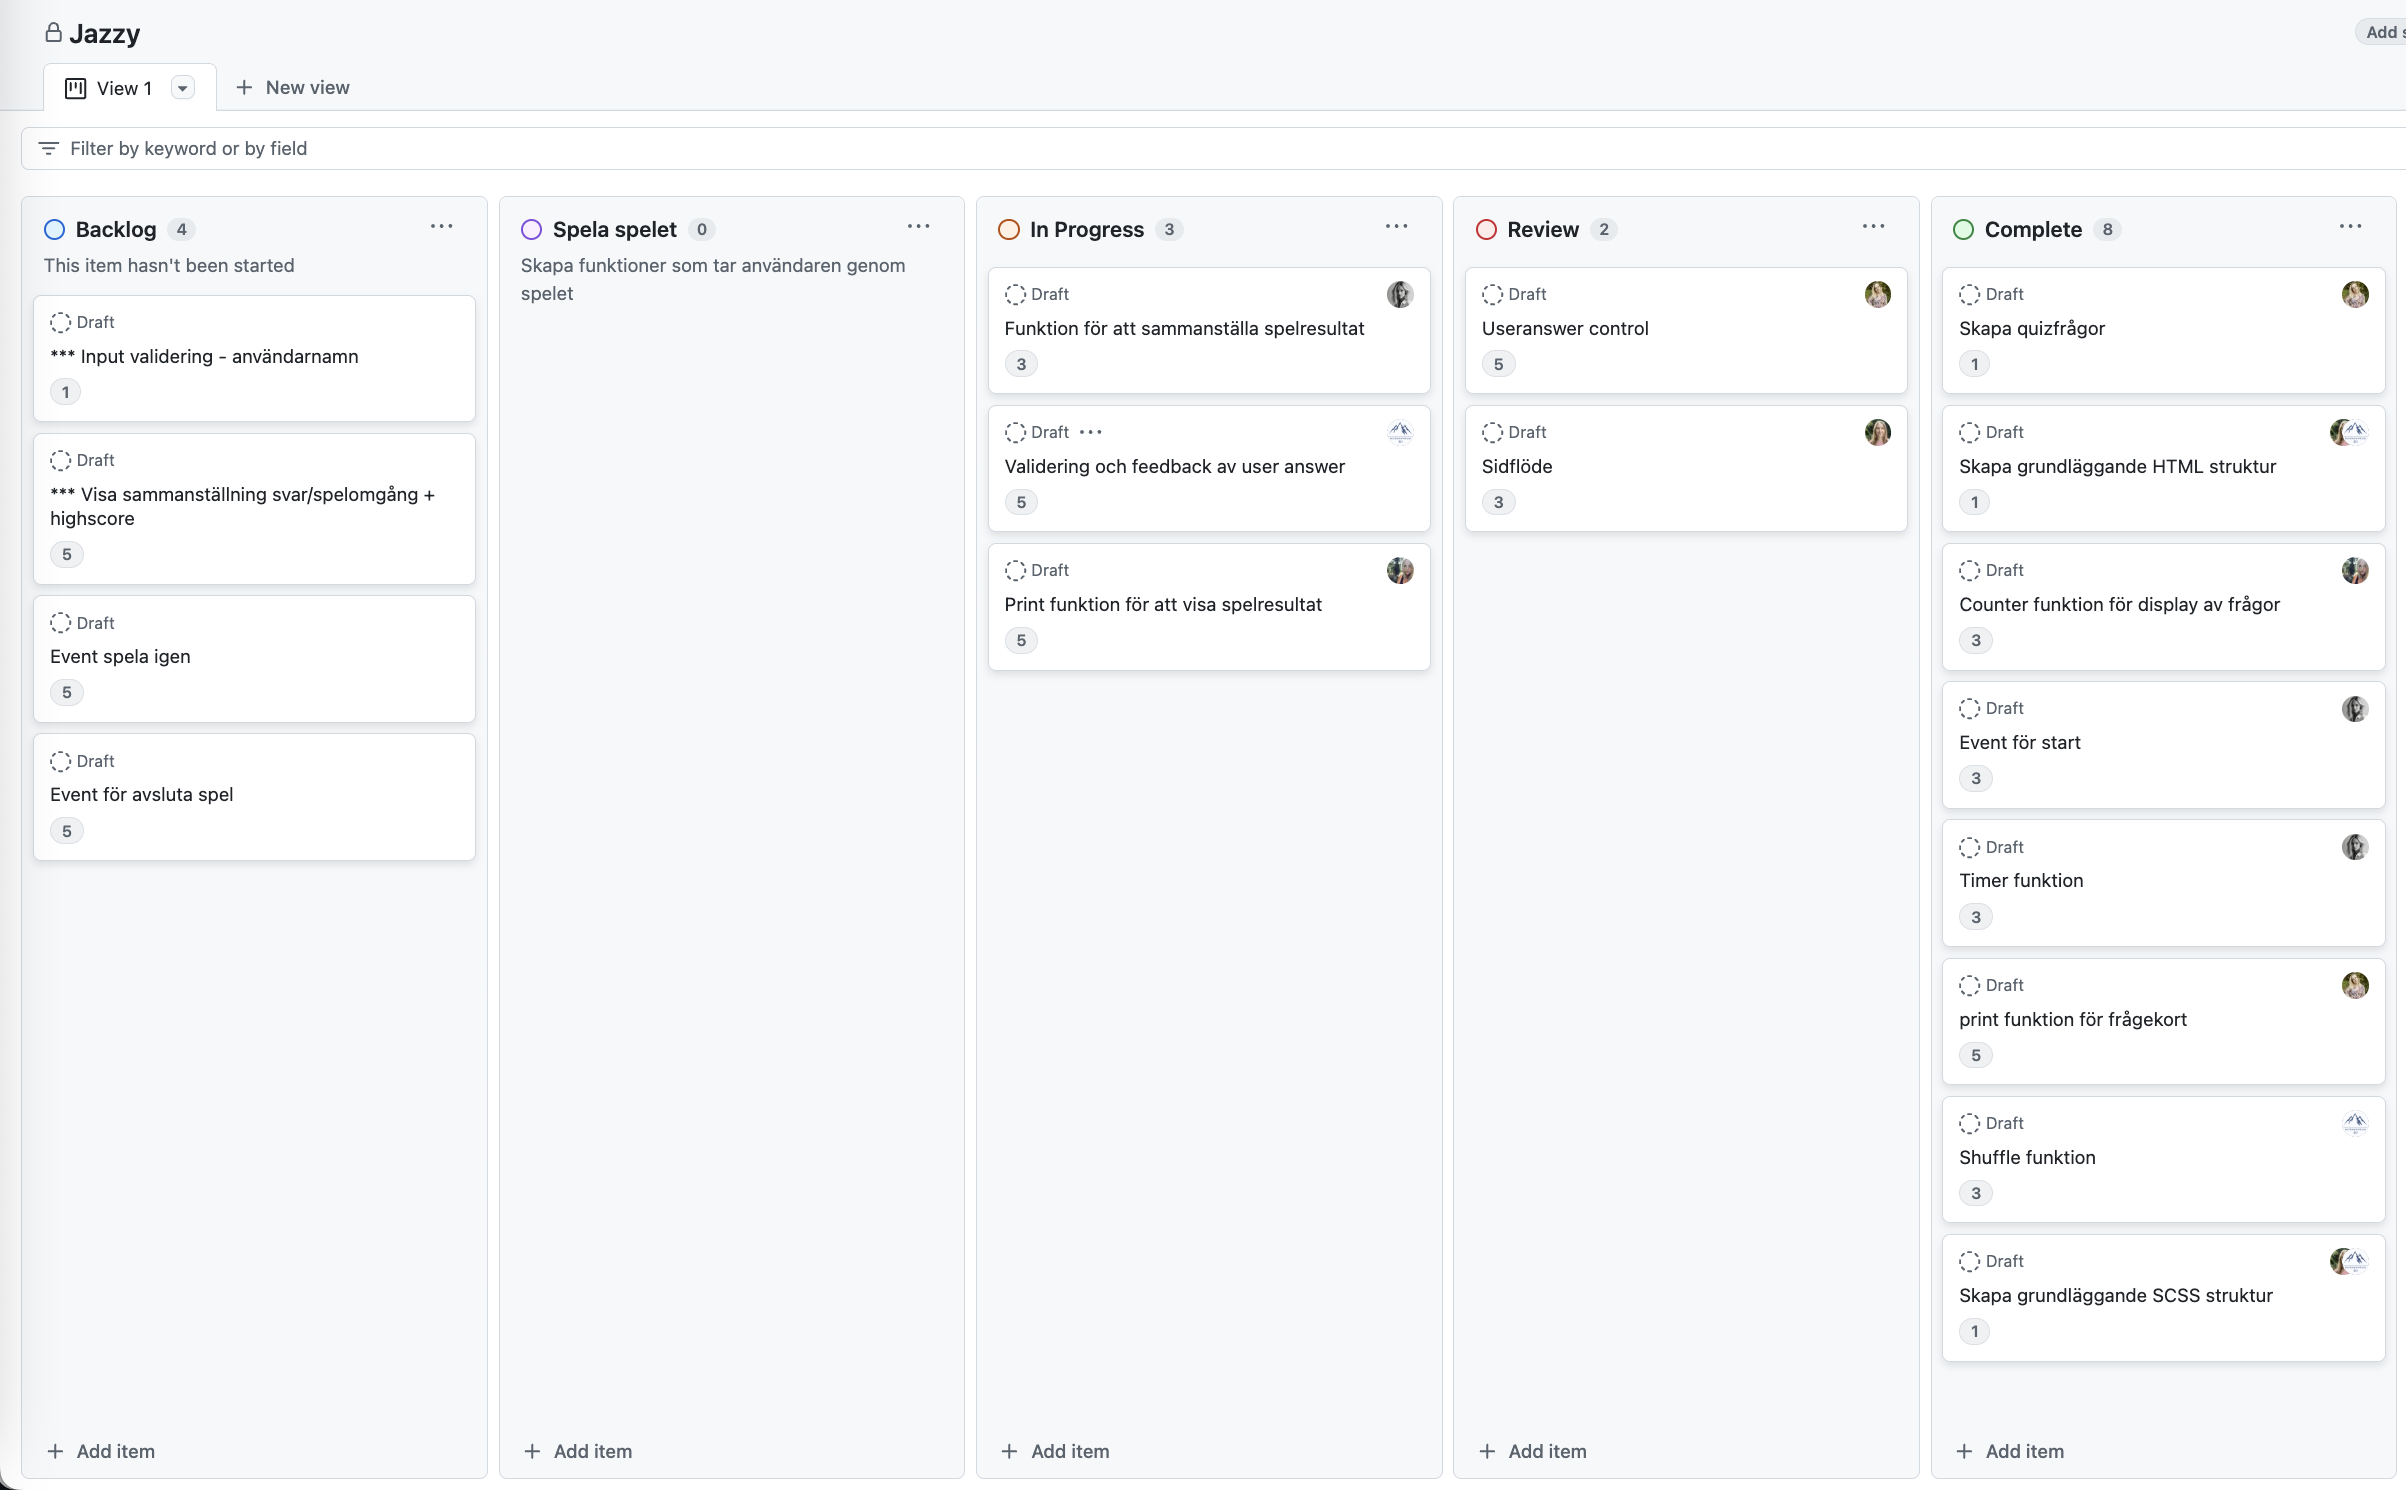 Jazzy
Add
View 1
New view
Filter by keyword or by field
Backlog 4
This item hasn't been started
Draft
*** Input validering - användarnamn
1
Draft
*** Visa sammanställning svar/spelomgång +
highscore
5
Draft
Event spela igen
5
Draft
Event för avsluta spel
5
Add item
Spela spelet 0
Skapa funktioner som tar användaren genom
spelet
Add item
In Progress 3
Draft
Funktion för att sammanställa spelresultat
3
Draft
Validering och feedback av user answer
5
Draft
Print funktion för att visa spelresultat
5
Add item
Review 2
Draft
Useranswer control
5
Draft
Sidflöde
3
Add item
Complete 8
Draft
Skapa quizfrågor
1
Draft
Skapa grundläggande HTML struktur
1
Draft
Counter funktion för display av frågor
3
Draft
Event för start
3
Draft
Timer funktion
3
Draft
print funktion för frågekort
5
Draft
Shuffle funktion
3
Draft
Skapa grundläggande SCSS struktur
1
Add item